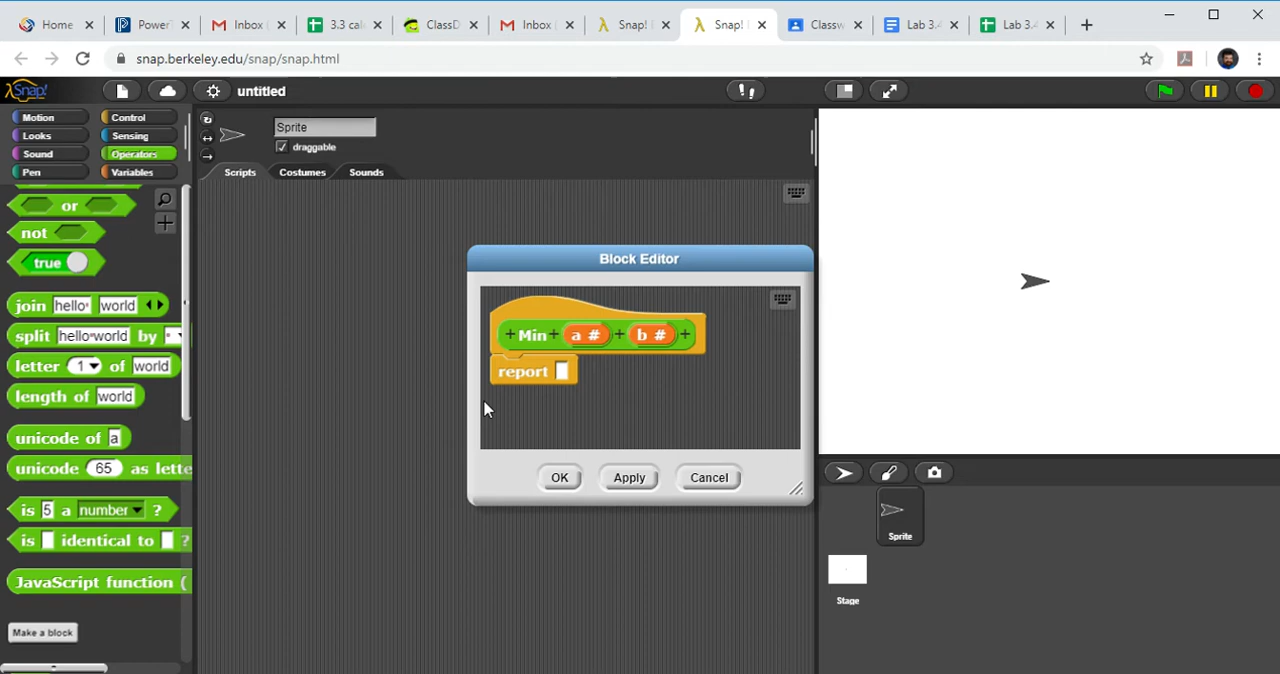 Home
PowerT
Inbox (
3.3 cal
ClassD
Inbox (
Snap! 
Snap! 
Classw
Lab 3.4
Lab 3.4
snap.berkeley.edu/snap/snap.html
Snap!
untitled
Motion
Control
Looks
Sensing
Sound
Operators
Pen
Variables
Sprite
draggable
Scripts
Costumes
Sounds
or
not
true
join hello world
split hello world by
letter 1 of world
length of world
unicode of a
unicode 65 as lette
is 5 a number ?
is identical to ?
JavaScript function (
Make a block
Block Editor
+ Min + a # + b # +
report
OK
Apply
Cancel
Sprite
Stage